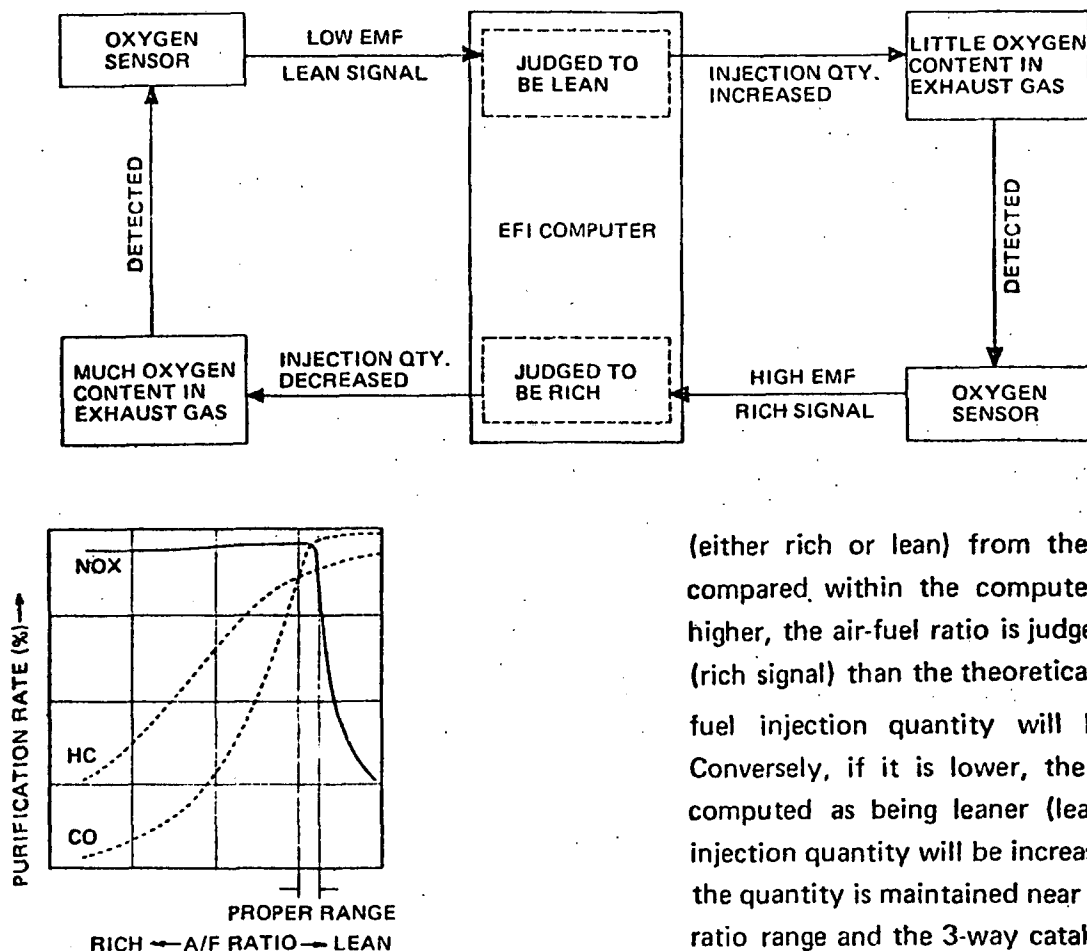 OXYGEN
SENSOR
LOW EMF
LEAN SIGNAL
JUDGED TO
BE LEAN
INJECTION QTY.
INCREASED
LITTLE OXYGEN
CONTENT IN
EXHAUST GAS
DETECTED
EFI COMPUTER
DETECTED
MUCH OXYGEN
CONTENT IN
EXHAUST GAS
INJECTION QTY.
DECREASED
JUDGED TO
BE RICH
HIGH EMF
RICH SIGNAL
OXYGEN
SENSOR
NOX
HC
CO
PURIFICATION RATE (%)→
PROPER RANGE
RICH ←A/F RATIO→ LEAN
(either rich or lean) from the
compared within the compute
higher, the air-fuel ratio is judge
(rich signal) than the theoretica
fuel injection quantity will
Conversely, if it is lower, the
computed as being leaner (lea
injection quantity will be increas
the quantity is maintained near
ratio range and the 3-way catal